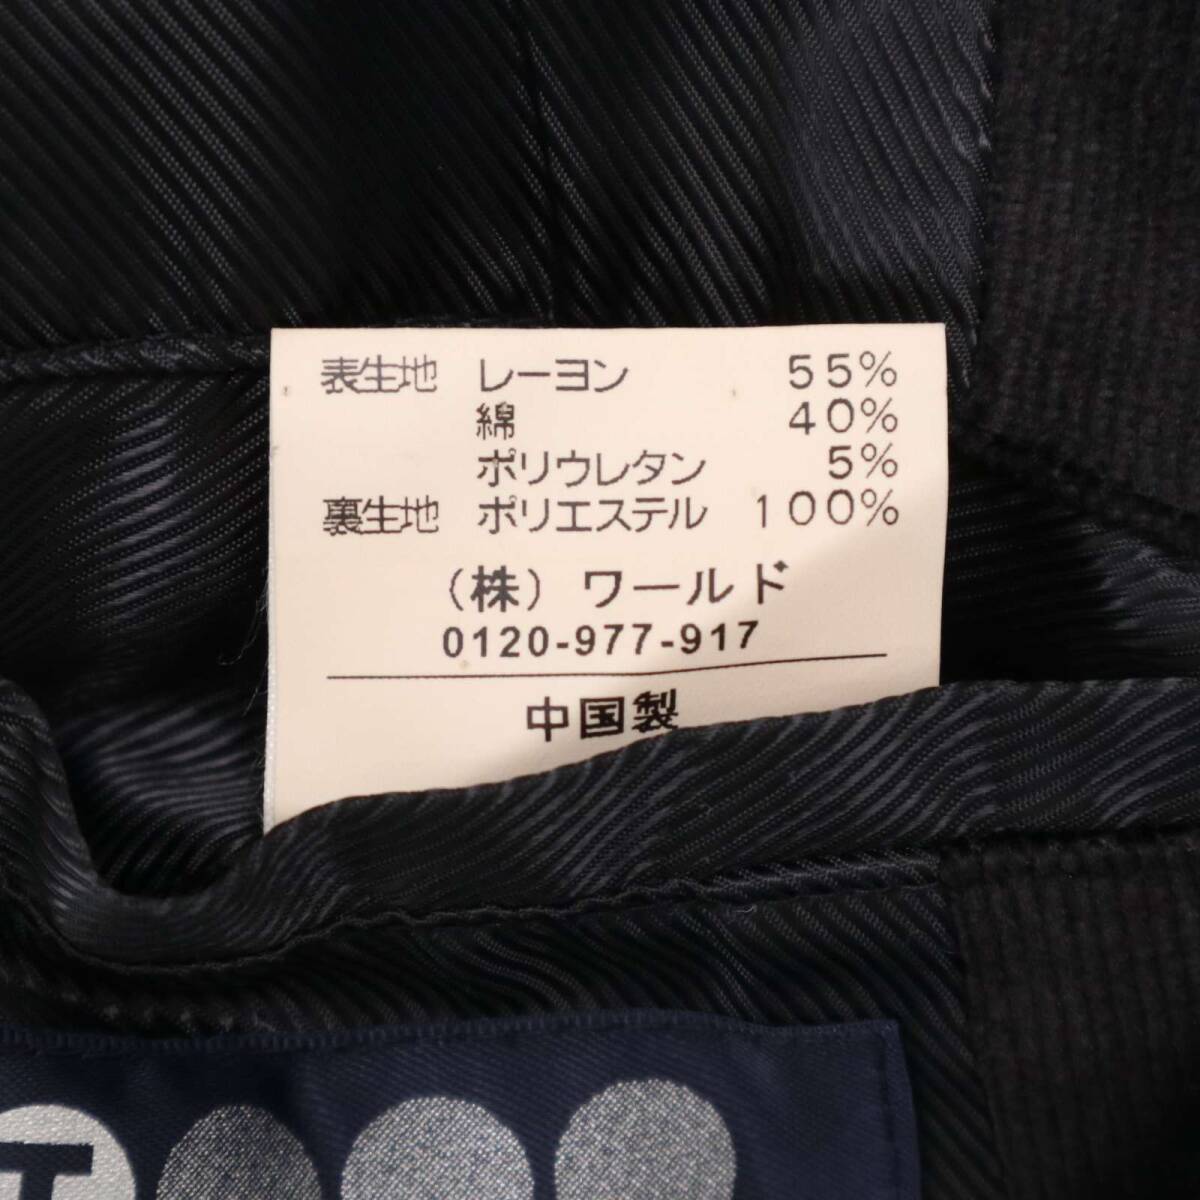 表生地 レーヨン 55%
綿 40%
ポリウレタン 5%
裏生地 ポリエステル 100%
(株) ワールド
0120-977-917
中国製
T